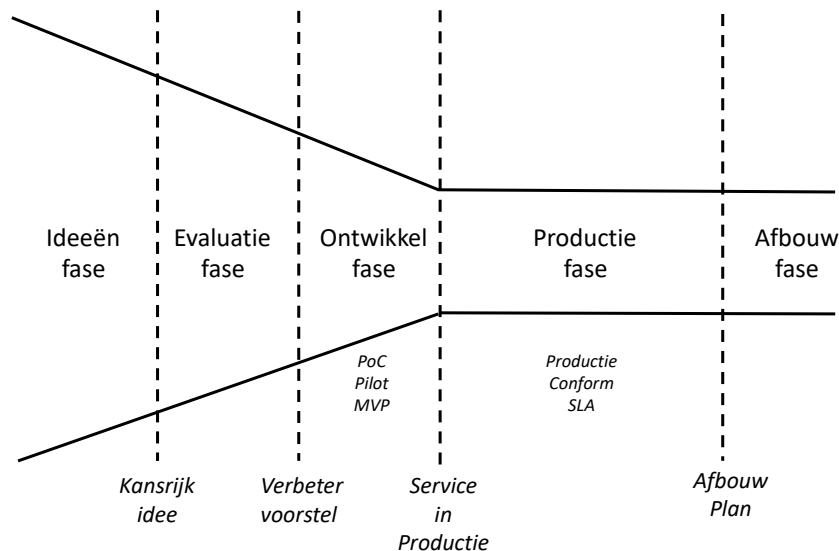 Ideeën
fase
Evaluatie
fase
Ontwikkel
fase
Productie
fase
Afbouw
fase
PoC
Pilot
MVP
Productie
Conform
SLA
Kansrijk
idee
Verbeter
voorstel
Service
in
Productie
Afbouw
Plan